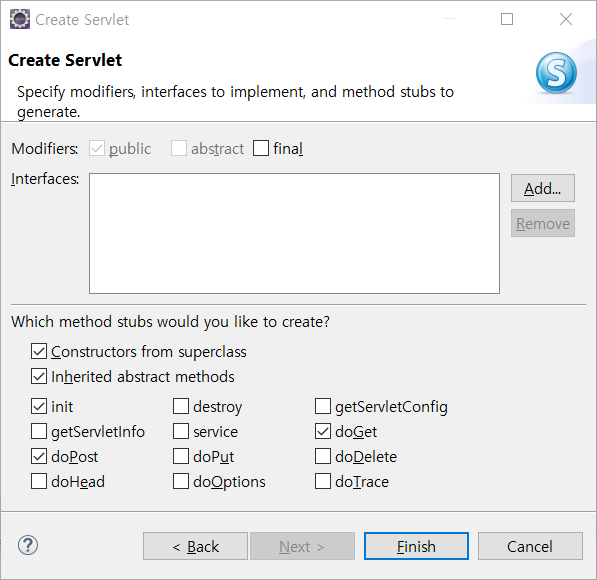 Create Servlet
Create Servlet
Specify modifiers, interfaces to implement, and method stubs to
generate.
S
Modifiers: public abstract final
Interfaces:
Add...
Remove
Which method stubs would you like to create?
Constructors from superclass
Inherited abstract methods
init destroy getServletConfig
getServletInfo service doGet
doPost doPut doDelete
doHead doOptions doTrace
? < Back Next > Finish Cancel